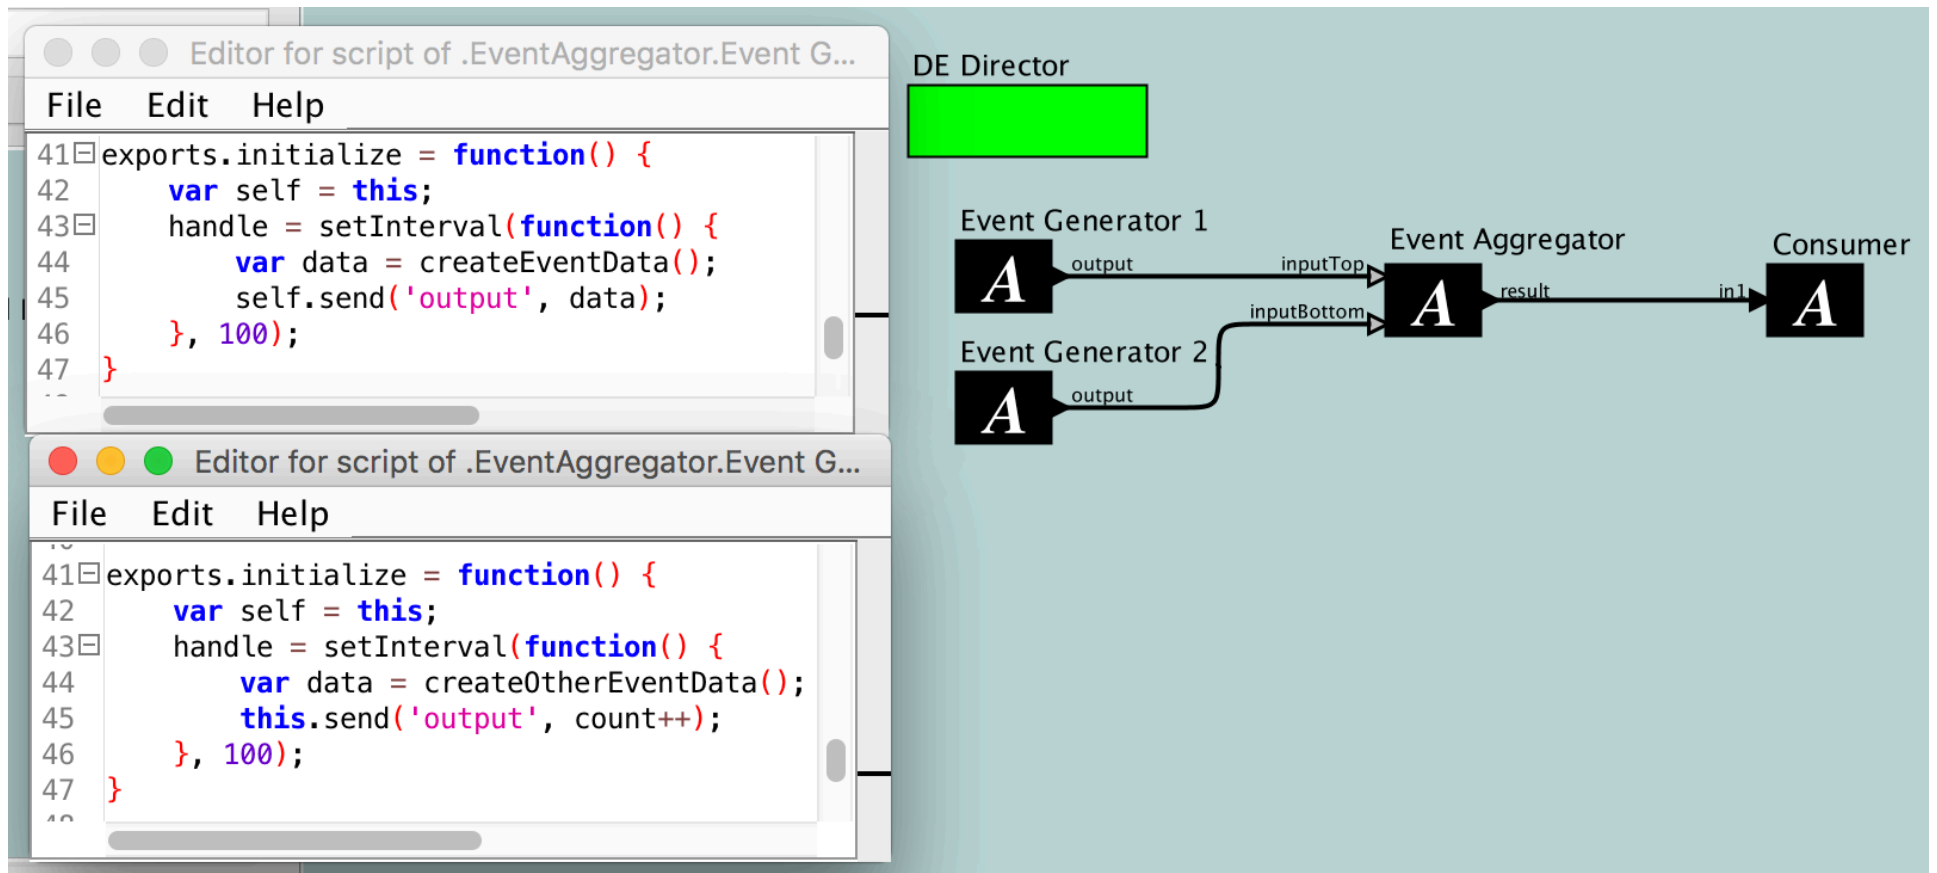 Editor for script of .EventAggregator.Event G...
File Edit Help
41 exports.initialize = function() {
42 var self = this;
43 handle = setInterval(function() {
44 var data = createEventData();
45 self.send('output', data);
46 }, 100);
47 }
Editor for script of .EventAggregator.Event G...
File Edit Help
41 exports.initialize = function() {
42 var self = this;
43 handle = setInterval(function() {
44 var data = createOtherEventData();
45 this.send('output', count++);
46 }, 100);
47 }
DE Director
Event Generator 1
A
output
inputTop
Event Aggregator
A
result
in1
Consumer
A
inputBottom
Event Generator 2
A
output